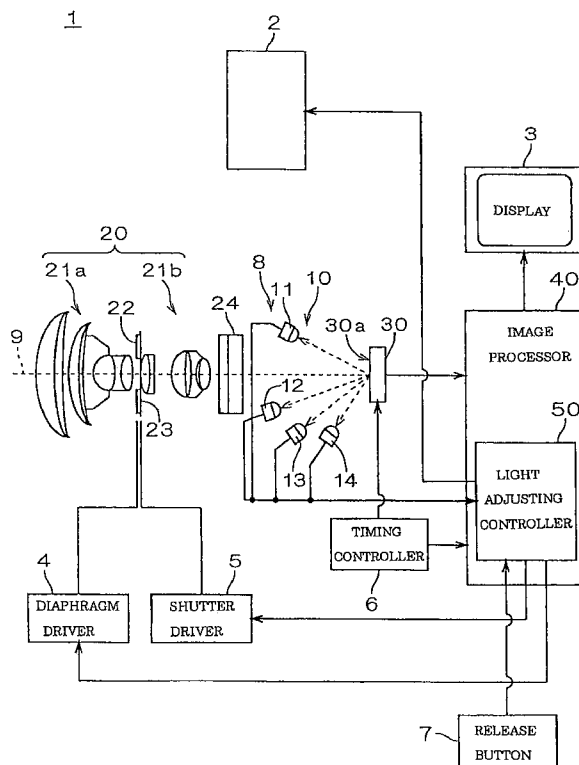 1
2
3
DISPLAY
20
21a
21b
22
24
8
11
10
30a
30
40
IMAGE
PROCESSOR
9
23
12
13
14
50
LIGHT
ADJUSTING
CONTROLLER
TIMING
CONTROLLER
6
4
DIAPHRAGM
DRIVER
5
SHUTTER
DRIVER
7
RELEASE
BUTTON